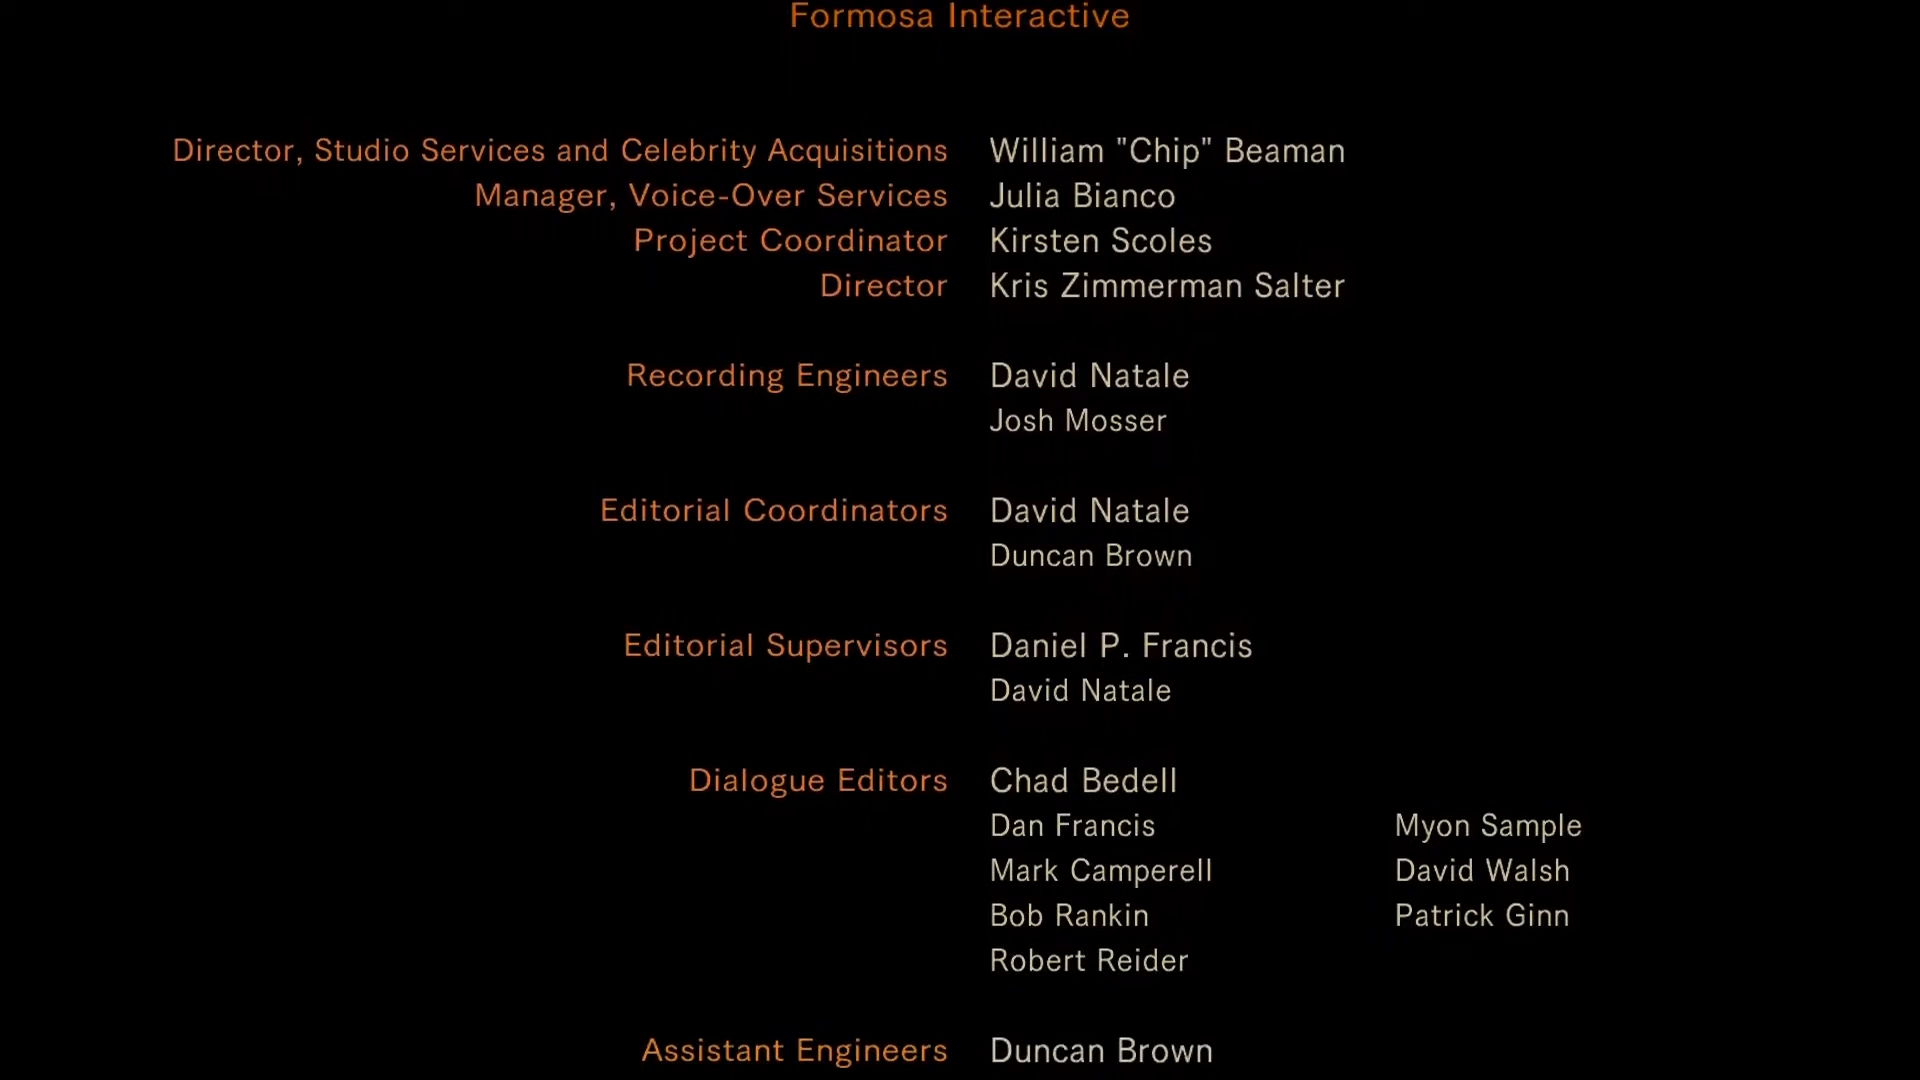 Formosa Interactive
Director, Studio Services and Celebrity Acquisitions William "Chip" Beaman
Manager, Voice-Over Services Julia Bianco
Project Coordinator Kirsten Scoles
Director Kris Zimmerman Salter
Recording Engineers David Natale
Josh Mosser
Editorial Coordinators David Natale
Duncan Brown
Editorial Supervisors Daniel P. Francis
David Natale
Dialogue Editors Chad Bedell
Dan Francis Myon Sample
Mark Camperell David Walsh
Bob Rankin Patrick Ginn
Robert Reider
Assistant Engineers Duncan Brown